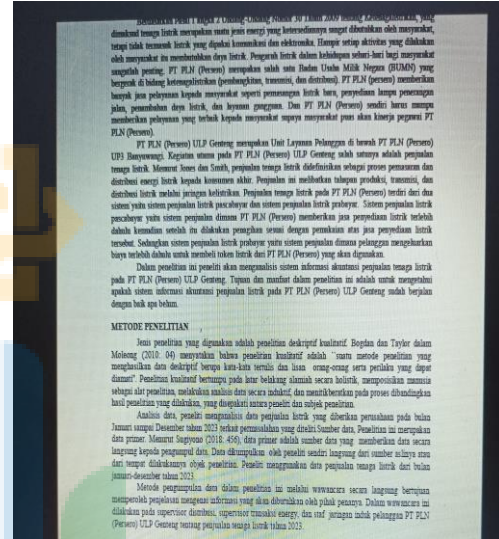 Berdasarkan Pasal 1 angka 2 Undang-Undang Nomor 30 Tahun 2009 tentang Ketenagalistrikan, yang
dimaksud tenaga listrik merupakan suatu jenis energi yang ketersediannya sangat dibutuhkan oleh masyarakat,
tetapi tidak termasuk listrik yang dipakai komunikasi dan elektronika. Hampir setiap aktivitas yang dilakukan
oleh masyarakat itu membutuhkan daya listrik. Pengaruh listrik dalam kehidupan sehari-hari bagi masyarakat
sangatlah penting. PT PLN (Persero) merupakan salah satu Badan Usaha Milik Negara (BUMN) yang
bergerak di bidang ketenagalistrikan (pembangkitan, transmisi, dan distribusi). PT PLN (persero) memberikan
banyak jasa pelayanan kepada masyarakat seperti pemasangan listrik baru, penyediaan lampu penerangan
jalan, penambahan daya listrik, dan layanan gangguan. Dan PT PLN (Persero) sendiri harus mampu
memberikan pelayanan yang terbaik kepada masyarakat supaya masyarakat puas akan kinerja pegawai PT
PLN (Persero).
PT PLN (Persero) ULP Genteng merupakan Unit Layanan Pelanggan di bawah PT PLN (Persero)
UP3 Banyuwangi. Kegiatan utama pada PT PLN (Persero) ULP Genteng salah satunya adalah penjualan
tenaga listrik. Menurut Jones dan Smith, penjualan tenaga listrik didefinisikan sebagai proses pemasaran dan
distribusi energi listrik kepada konsumen akhir. Penjualan ini melibatkan tahapan produksi, transmisi, dan
distribusi listrik melalui jaringan kelistrikan. Penjualan tenaga listrik pada PT PLN (Persero) terdiri dari dua
sistem yaitu sistem penjualan listrik pascabayar dan sistem penjualan listrik prabayar. Sistem penjualan listrik
pascabayar yaitu sistem penjualan dimana PT PLN (Persero) memberikan jasa penyediaan listrik terlebih
dahulu kemudian setelah itu dilakukan penagihan sesuai dengan pemakaian atas jasa penyediaan listrik
tersebut. Sedangkan sistem penjualan listrik prabayar yaitu sistem penjualan dimana pelanggan mengeluarkan
biaya terlebih dahulu untuk membeli token listrik dari PT PLN (Persero) yang akan digunakan.
Dalam penelitian ini peneliti akan menganalisis sistem informasi akuntansi penjualan tenaga listrik
pada PT PLN (Persero) ULP Genteng. Tujuan dan manfaat dalam penelitian ini adalah untuk mengetahui
apakah sistem informasi akuntansi penjualan listrik pada PT PLN (Persero) ULP Genteng sudah berjalan
dengan baik apa belum.
METODE PENELITIAN
Jenis penelitian yang digunakan adalah penelitian deskriptif kualitatif. Bogdan dan Taylor dalam
Moleong (2010: 04) menyatakan bahwa penelitian kualitatif adalah "suatu metode penelitian yang
menghasilkan data deskriptif berupa kata-kata tertulis dan lisan orang-orang serta perilaku yang dapat
diamati". Penelitian kualitatif bertumpu pada latar belakang alamiah secara holistik, memposisikan manusia
sebagai alat penelitian, melakukan analisis data secara induktif, dan menitikberatkan pada proses dibandingkan
hasil penelitian yang dilakukan, yang disepakati antara peneliti dan subjek penelitian.
Analisis data, peneliti menganalisis data penjualan listrik yang diberikan perusahaan pada bulan
Januari sampai Desember tahun 2023 terkait permasalahan yang diteliti.Sumber data, Penelitian ini merupakan
data primer. Menurut Sugiyono (2018: 456), data primer adalah sumber data yang memberikan data secara
langsung kepada pengumpul data. Data dikumpulkan oleh peneliti sendiri langsung dari sumber aslinya atau
dari tempat dilakukannya objek penelitian. Peneliti menggunakan data penjualan tenaga listrik dari bulan
januari-desember tahun 2023.
Metode pengumpulan data dalam penelitian ini melalui wawancara secara langsung bertujuan
memperoleh penjelasan mengenai informasi yang akan dibutuhkan oleh pihak penanya. Dalam wawancara ini
dilakukan pada supervisor distribusi, supervisor transaksi energy, dan staf jaringan induk pelanggan PT PLN
(Persero) ULP Genteng tentang penjualan tenaga listrik tahun 2023.